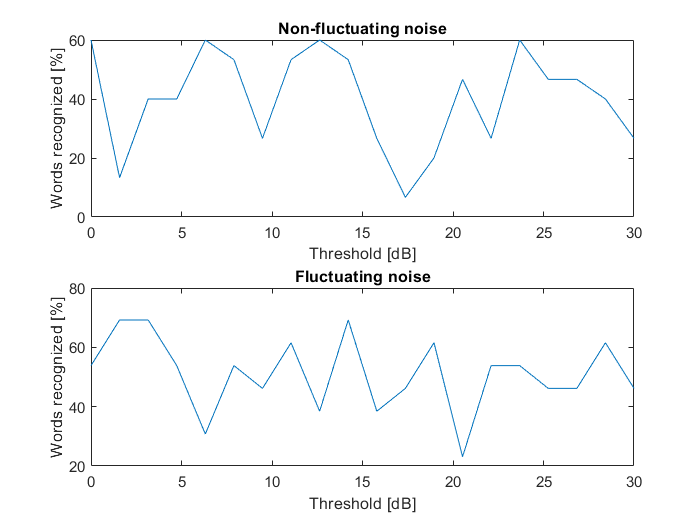 Non-fluctuating noise
Words recognized [%]
60
40
20
0
0 5 10 15 20 25 30
Threshold [dB]
Fluctuating noise
Words recognized [%]
80
60
40
20
0 5 10 15 20 25 30
Threshold [dB]